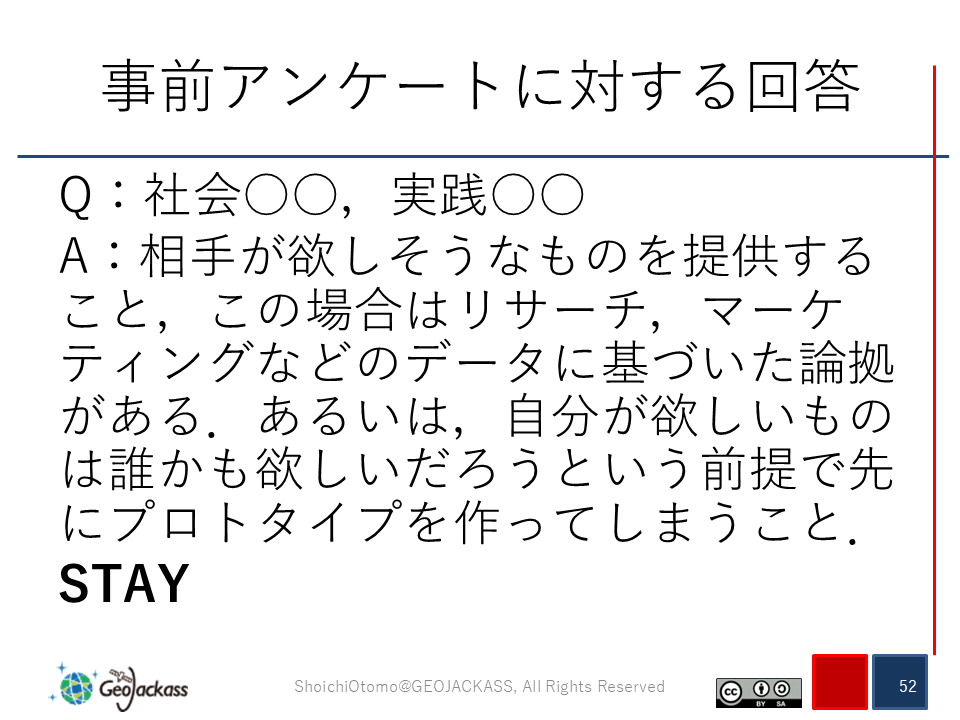 事前アンケートに対する回答
Q：社会○○，実践○○
A：相手が欲しそうなものを提供する
こと，この場合はリサーチ，マーケ
ティングなどのデータに基づいた論拠
がある．あるいは，自分が欲しいもの
は誰かも欲しいだろうという前提で先
にプロトタイプを作ってしまうこと．
STAY
GeoJackass
ShoichiOtomo@GEOJACKASS, All Rights Reserved
cc
BY SA
52